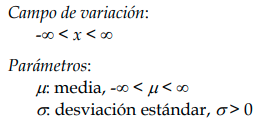 Campo de variación:
-∞ < x < ∞
Parámetros:
μ: media, -∞ < μ < ∞
σ: desviación estándar, σ > 0